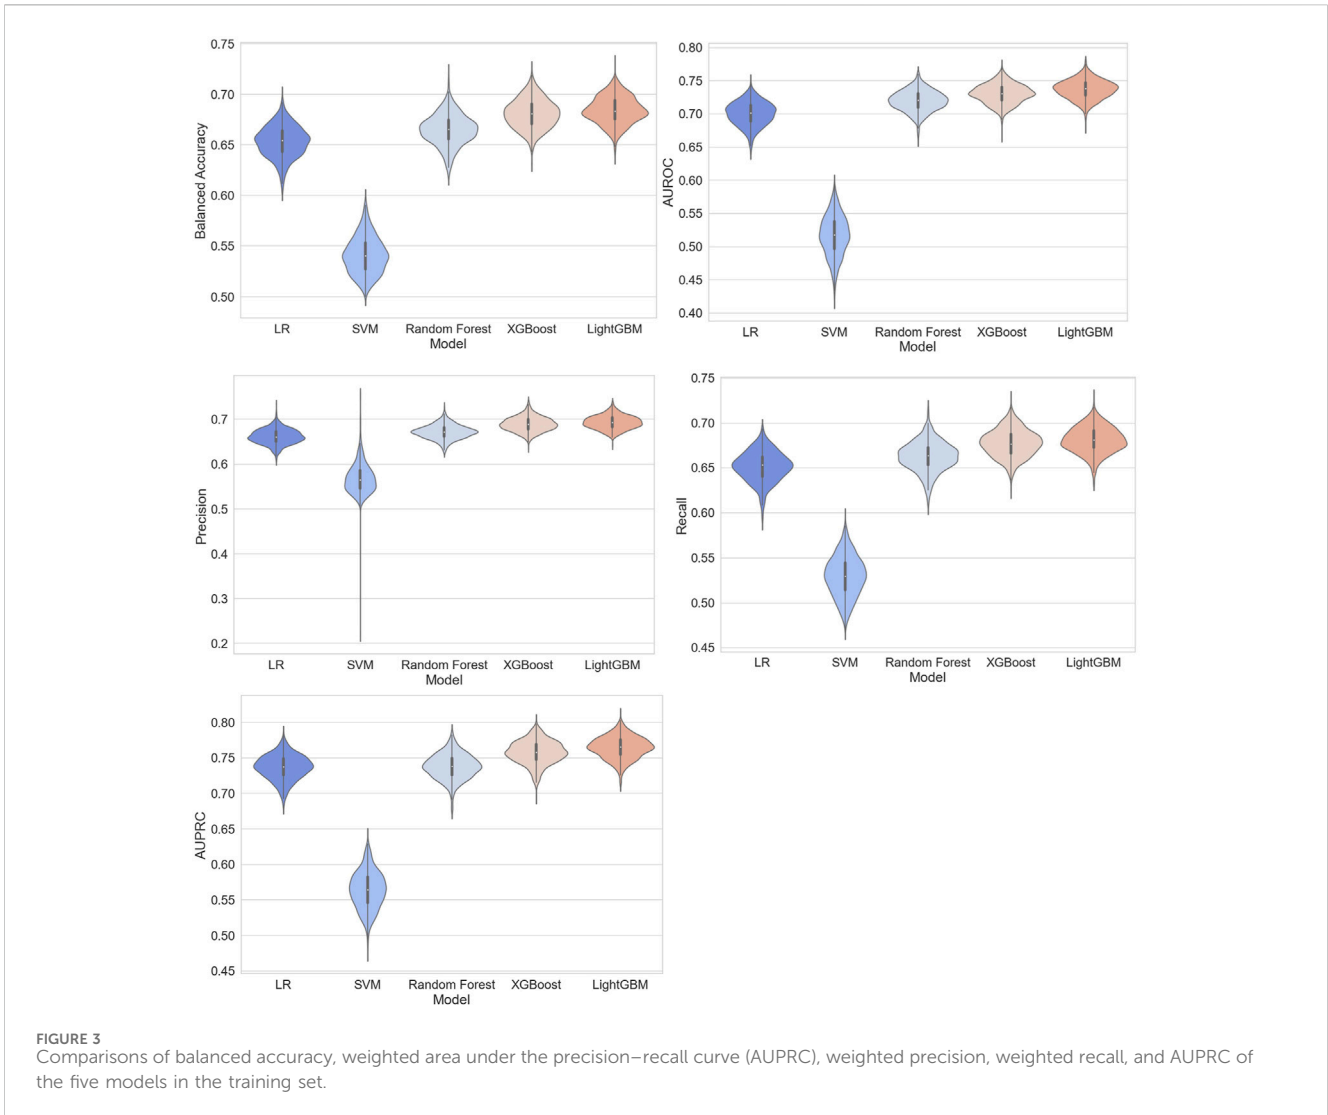 0.75
0.70
0.65
0.60
0.55
0.50
Balanced Accuracy
LR SVM Random Forest XGBoost LightGBM
Model
0.80
0.75
0.70
0.65
0.60
0.55
0.50
0.45
0.40
AUROC
LR SVM Random Forest XGBoost LightGBM
Model
0.7
0.6
0.5
0.4
0.3
0.2
Precision
LR SVM Random Forest XGBoost LightGBM
Model
0.75
0.70
0.65
0.60
0.55
0.50
0.45
Recall
LR SVM Random Forest XGBoost LightGBM
Model
0.80
0.75
0.70
0.65
0.60
0.55
0.50
0.45
AUPRC
LR SVM Random Forest XGBoost LightGBM
Model
FIGURE 3
Comparisons of balanced accuracy, weighted area under the precision–recall curve (AUPRC), weighted precision, weighted recall, and AUPRC of
the five models in the training set.